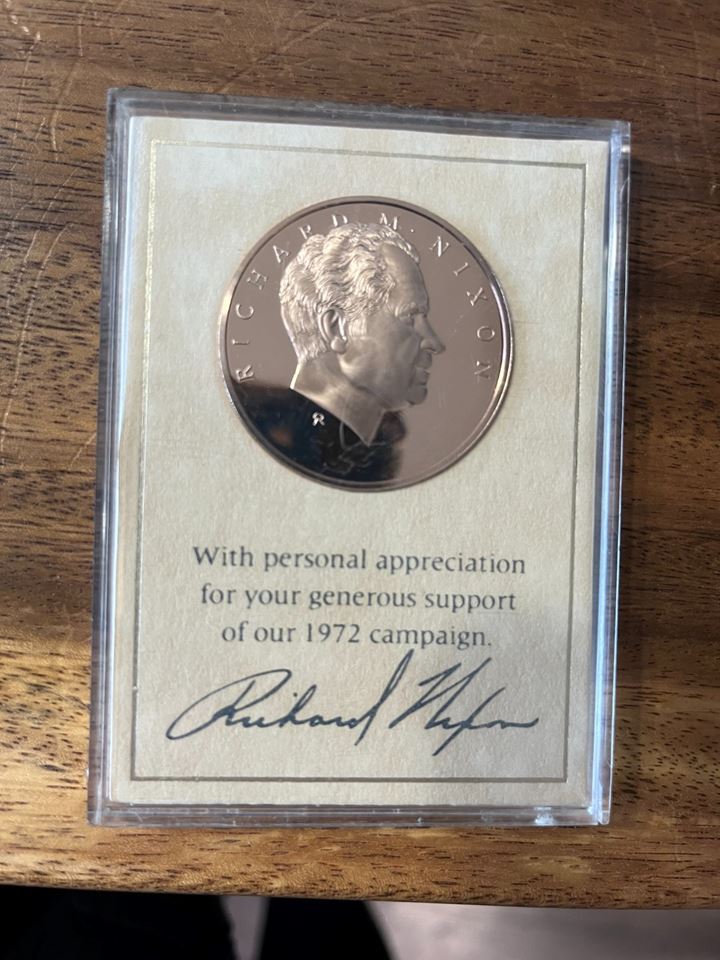 RICHARD M. NIXON
R
With personal appreciation
for your generous support
of our 1972 campaign.
Richard Nixon